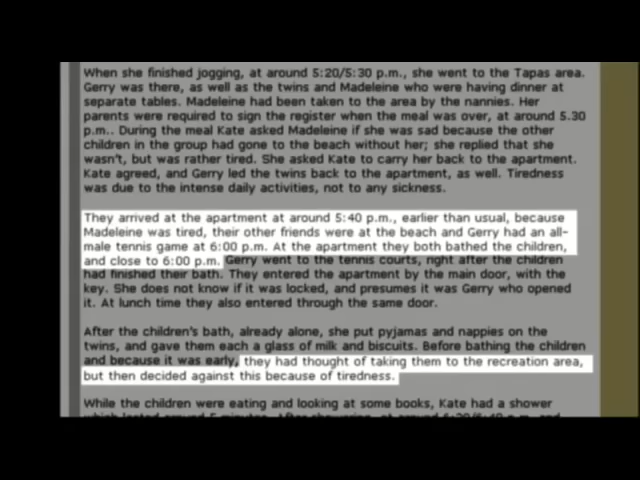 When she finished jogging, at around 5:20/5:30 p.m., she went to the Tapas area.
Gerry was there, as well as the twins and Madeleine who were having dinner at
separate tables. Madeleine had been taken to the area by the nannies. Her
parents were required to sign the register when the meal was over, at around 5.30
p.m.. During the meal Kate asked Madeleine if she was sad because the other
children in the group had gone to the beach without her; she replied that she
wasn't, but was rather tired. She asked Kate to carry her back to the apartment.
Kate agreed, and Gerry led the twins back to the apartment, as well. Tiredness
was due to the intense daily activities, not to any sickness.
They arrived at the apartment at around 5:40 p.m., earlier than usual, because
Madeleine was tired, their other friends were at the beach and Gerry had an all-
male tennis game at 6:00 p.m. At the apartment they both bathed the children,
and close to 6:00 p.m. Gerry went to the tennis courts, right after the children
had finished their bath. They entered the apartment by the main door, with the
key. She does not know if it was locked, and presumes it was Gerry who opened
it. At lunch time they also entered through the same door.
After the children's bath, already alone, she put pyjamas and nappies on the
twins, and gave them each a glass of milk and biscuits. Before bathing the children
and because it was early, they had thought of taking them to the recreation area,
but then decided against this because of tiredness.
While the children were eating and looking at some books, Kate had a shower
which lasted around 5 minutes. After showering, at around